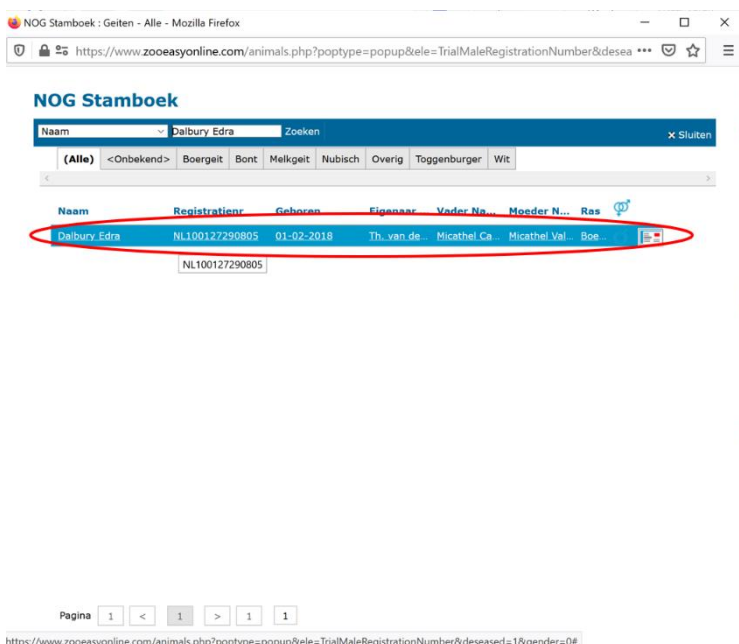 NOG Stamboek : Geiten - Alle - Mozilla Firefox
https://www.zooeasyonline.com/animals.php?poptype=popup&ele=TrialMaleRegistrationNumber&desea
NOG Stamboek
Naam Dalbury Edra Zoeken × Sluiten
(Alle) <Onbekend> Boergeit Bont Melkgeit Nubisch Overig Toggenburger Wit
Naam Registratienr Geboren Eigenaar Vader Na... Moeder N... Ras
Dalbury Edra NL100127290805 01-02-2018 Th. van de... Micathel Ca... Micathel Val... Boe...
NL100127290805
Pagina 1 < 1 > 1 1
https://www.zooeasyonline.com/animals.php?poptype=popup&ele=TrialMaleRegistrationNumber&deseased=1&gender=0#